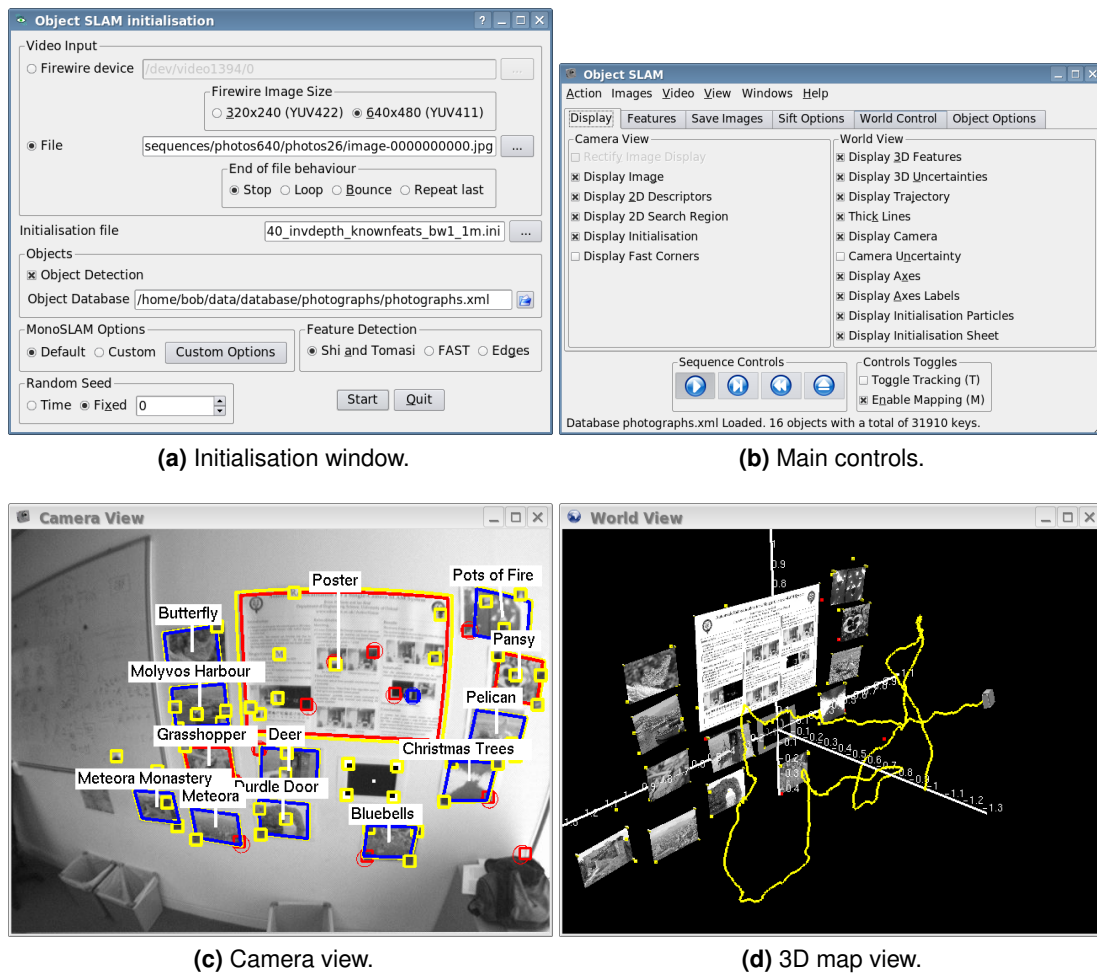 Object SLAM initialisation
Video Input
Firewire device /dev/video1394/0 ...
Firewire Image Size
320x240 (YUV422) 640x480 (YUV411)
File sequences/photos640/photos26/image-0000000000.jpg ...
End of file behaviour
Stop Loop Bounce Repeat last
Initialisation file 40_invdepth_knownfeats_bw1_1m.ini ...
Objects
Object Detection
Object Database /home/bob/data/database/photographs/photographs.xml
MonoSLAM Options Feature Detection
Default Custom Custom Options Shi and Tomasi FAST Edges
Random Seed
Time Fixed 0 Start Quit
(a) Initialisation window.
Object SLAM
Action Images Video View Windows Help
Display Features Save Images Sift Options World Control Object Options
Camera View World View
Rectify Image Display Display 3D Features
Display Image Display 3D Uncertainties
Display 2D Descriptors Display Trajectory
Display 2D Search Region Thick Lines
Display Initialisation Display Camera
Display Fast Corners Camera Uncertainty
Display Axes
Display Axes Labels
Display Initialisation Particles
Display Initialisation Sheet
Sequence Controls Controls Toggles
Toggle Tracking (T)
Enable Mapping (M)
Database photographs.xml Loaded. 16 objects with a total of 31910 keys.
(b) Main controls.
Camera View
Poster Pots of Fire
Butterfly
Pansy
Molyvos Harbour
Pelican
Grasshopper Deer
Christmas Trees
Meteora Monastery Durdle Door
Meteora
Bluebells
(c) Camera view.
World View
1
0.9
0.8
(d) 3D map view.